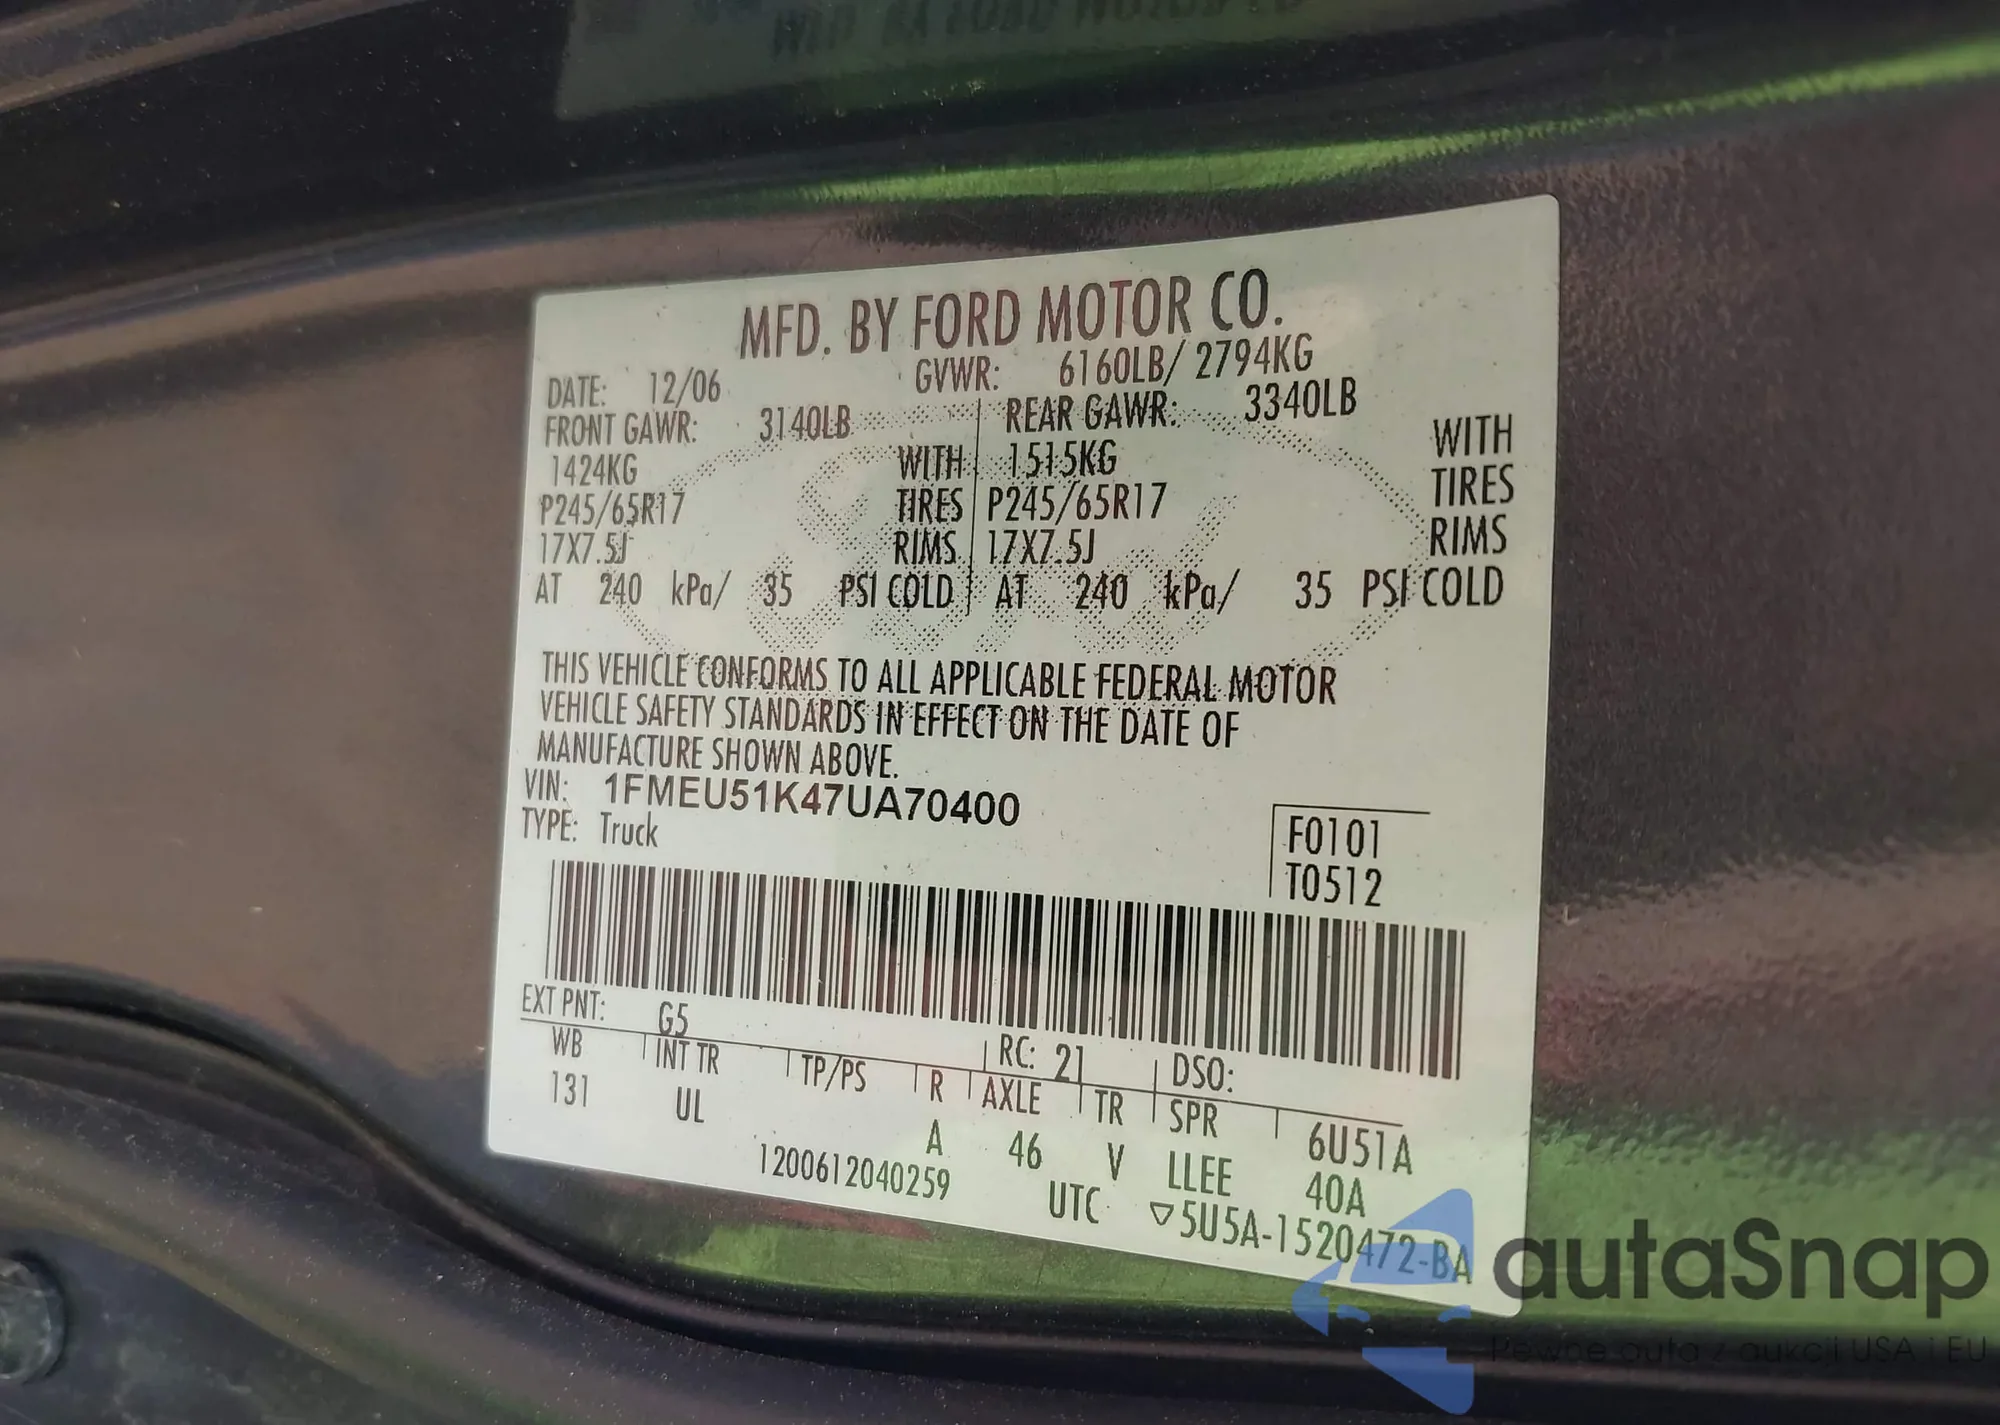 MFD. BY FORD MOTOR CO.
DATE: 12/06 GVWR: 6160LB/ 2794KG
FRONT GAWR: 3140LB REAR GAWR: 3340LB
1424KG WITH 1515KG WITH
P245/65R17 TIRES P245/65R17 TIRES
17X7.5J RIMS 17X7.5J RIMS
AT 240 kPa/ 35 PSI COLD AT 240 kPa/ 35 PSI COLD
THIS VEHICLE CONFORMS TO ALL APPLICABLE FEDERAL MOTOR
VEHICLE SAFETY STANDARDS IN EFFECT ON THE DATE OF
MANUFACTURE SHOWN ABOVE.
VIN: 1FMEU51K47UA70400
TYPE: Truck
F0101
T0512
EXT PNT: G5 RC: 21 DSO:
WB INT TR TP/PS R AXLE TR SPR 6U51A
131 UL A 46 V LLEE 40A
1200612040259 UTC ▽5U5A-1520472-BA
autaSnap
Pewne auta z aukcji USA i EU